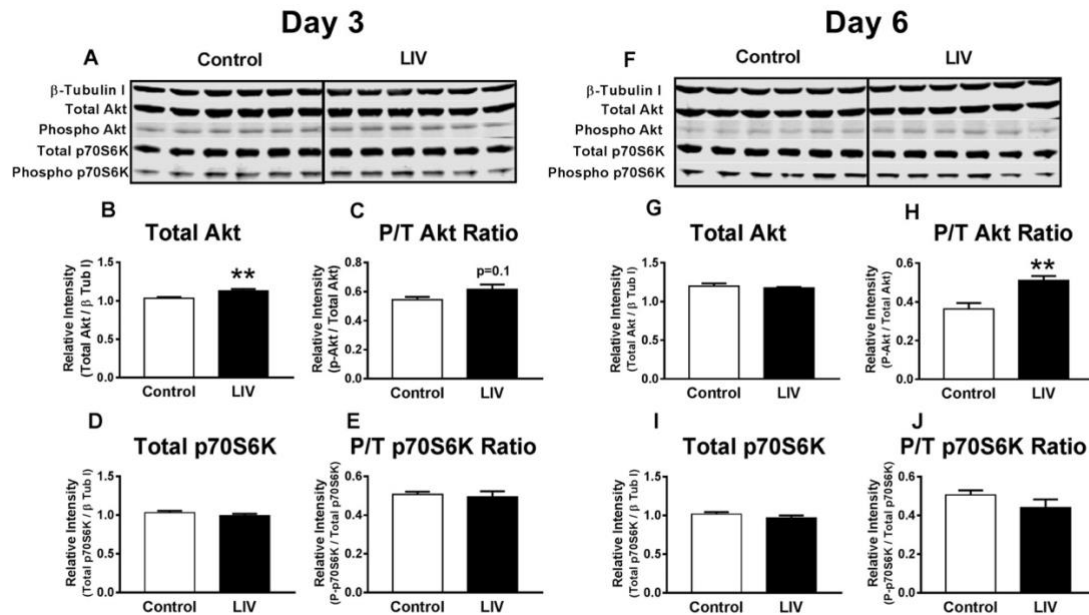 Day 3
Day 6
A
Control
LIV
β-Tubulin I
Total Akt
Phospho Akt
Total p70S6K
Phospho p70S6K
F
Control
LIV
β-Tubulin I
Total Akt
Phospho Akt
Total p70S6K
Phospho p70S6K
B
Total Akt
Relative Intensity
(Total Akt / β Tub I)
1.5
1.0
0.5
0.0
**
Control
LIV
C
P/T Akt Ratio
Relative Intensity
(p-Akt / Total Akt)
0.8
0.6
0.4
0.2
0.0
p=0.1
Control
LIV
G
Total Akt
Relative Intensity
(Total Akt / β Tub I)
1.5
1.0
0.5
0.0
Control
LIV
H
P/T Akt Ratio
Relative Intensity
(P-Akt / Total Akt)
0.6
0.4
0.2
0.0
**
Control
LIV
D
Total p70S6K
Relative Intensity
(Total p70S6K / β Tub I)
1.5
1.0
0.5
0.0
Control
LIV
E
P/T p70S6K Ratio
Relative Intensity
(P-p70S6K / Total p70S6K)
0.6
0.4
0.2
0.0
Control
LIV
I
Total p70S6K
Relative Intensity
(Total p70S6K / β Tub I)
1.5
1.0
0.5
0.0
Control
LIV
J
P/T p70S6K Ratio
Relative Intensity
(P-p70S6K / Total p70S6K)
0.6
0.4
0.2
0.0
Control
LIV